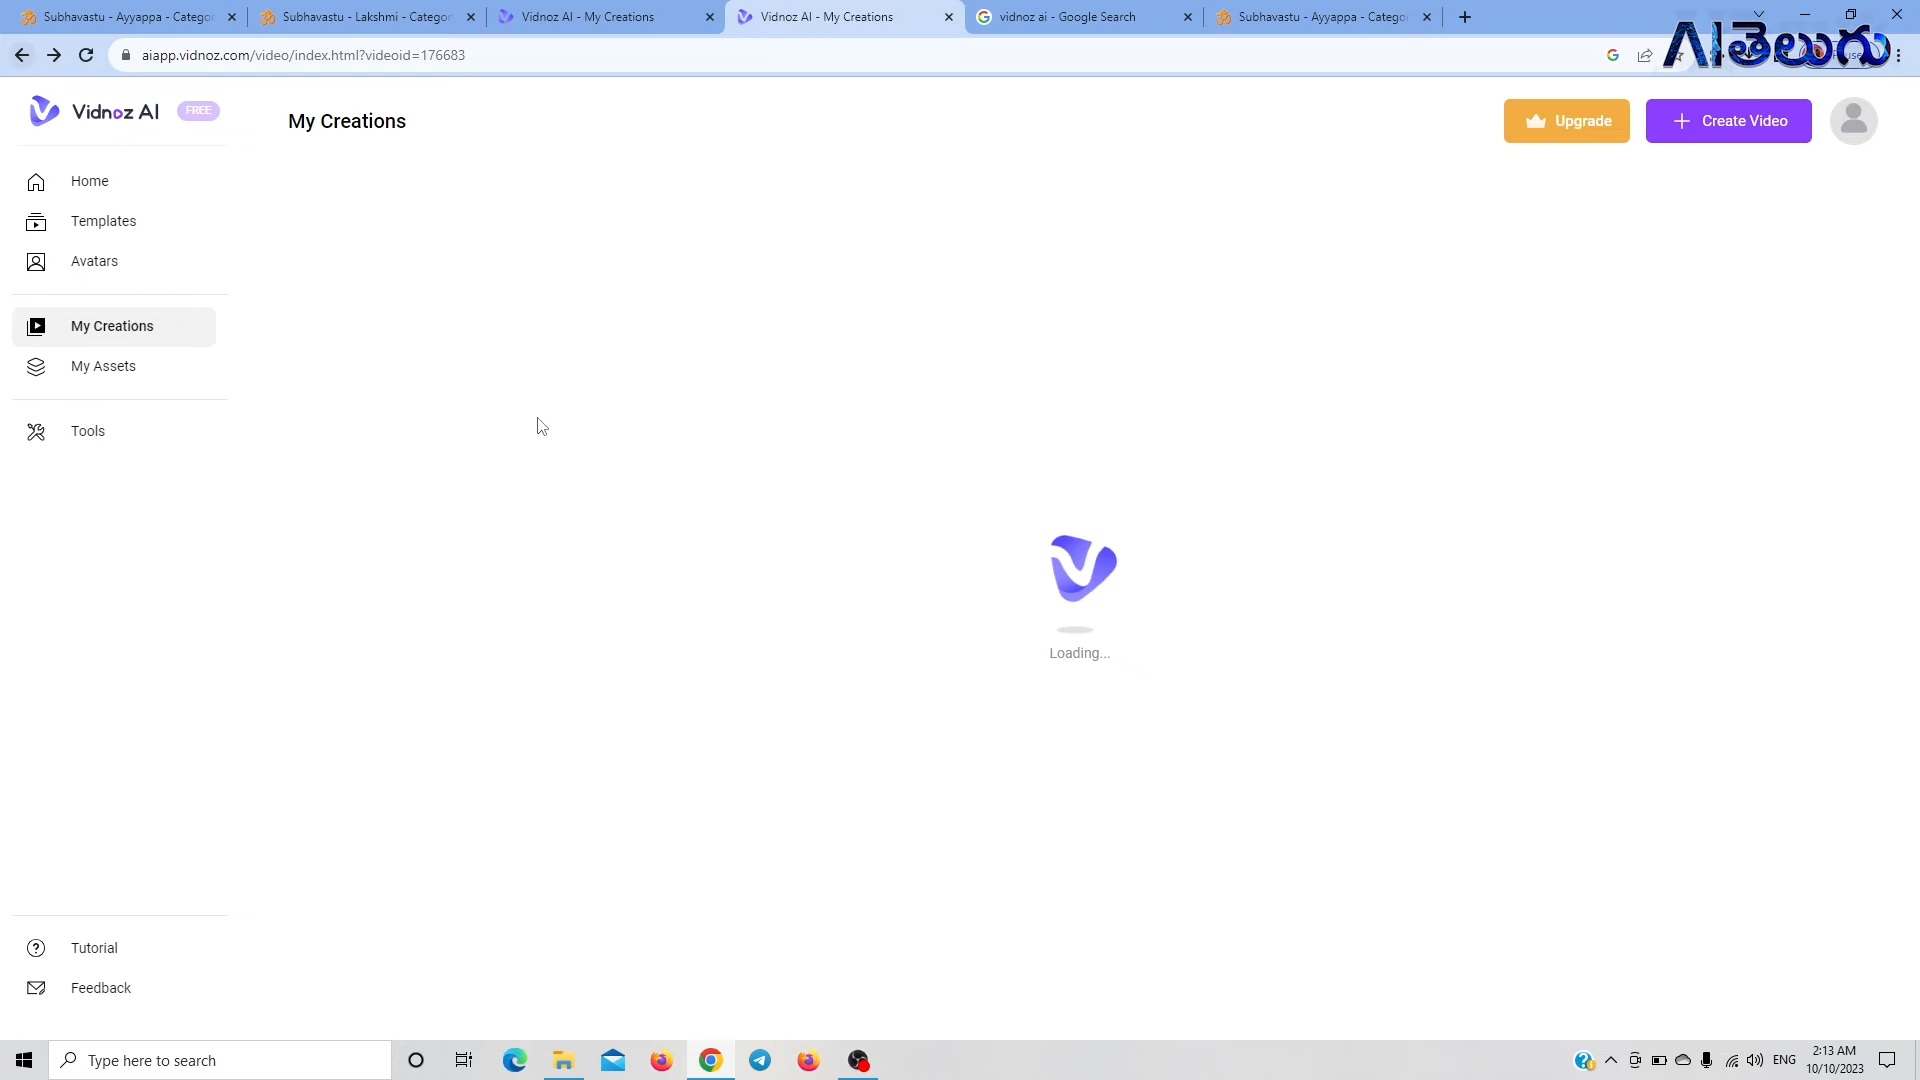 Subhavastu - Ayyappa - Catego
Subhavastu - Lakshmi - Categor
Vidnoz AI - My Creations
Vidnoz AI - My Creations
vidnoz ai - Google Search
Subhavastu - Ayyappa - Catego
aiapp.vidnoz.com/video/index.html?videoid=176683
AIతెలుగు
Vidnoz AI FREE
My Creations
Upgrade
Create Video
Home
Templates
Avatars
My Creations
My Assets
Tools
Loading...
Tutorial
Feedback
Type here to search
ENG
2:13 AM
10/10/2023